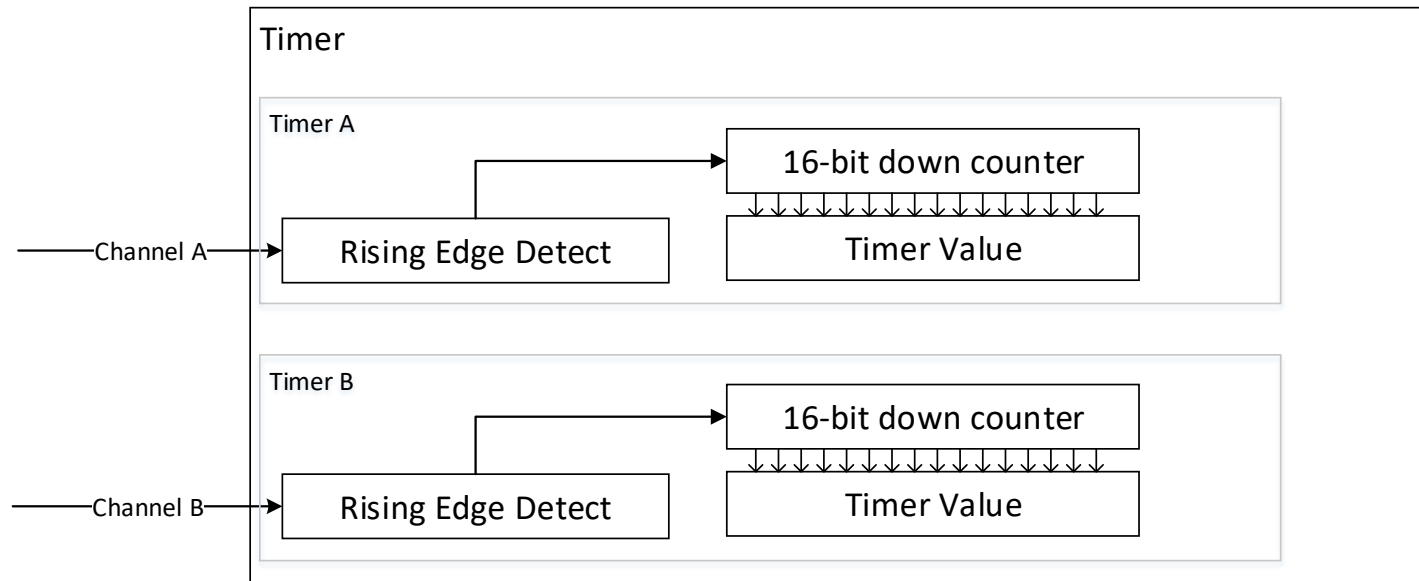 Timer
Timer A
16-bit down counter
Channel A
Rising Edge Detect
Timer Value
Timer B
16-bit down counter
Channel B
Rising Edge Detect
Timer Value